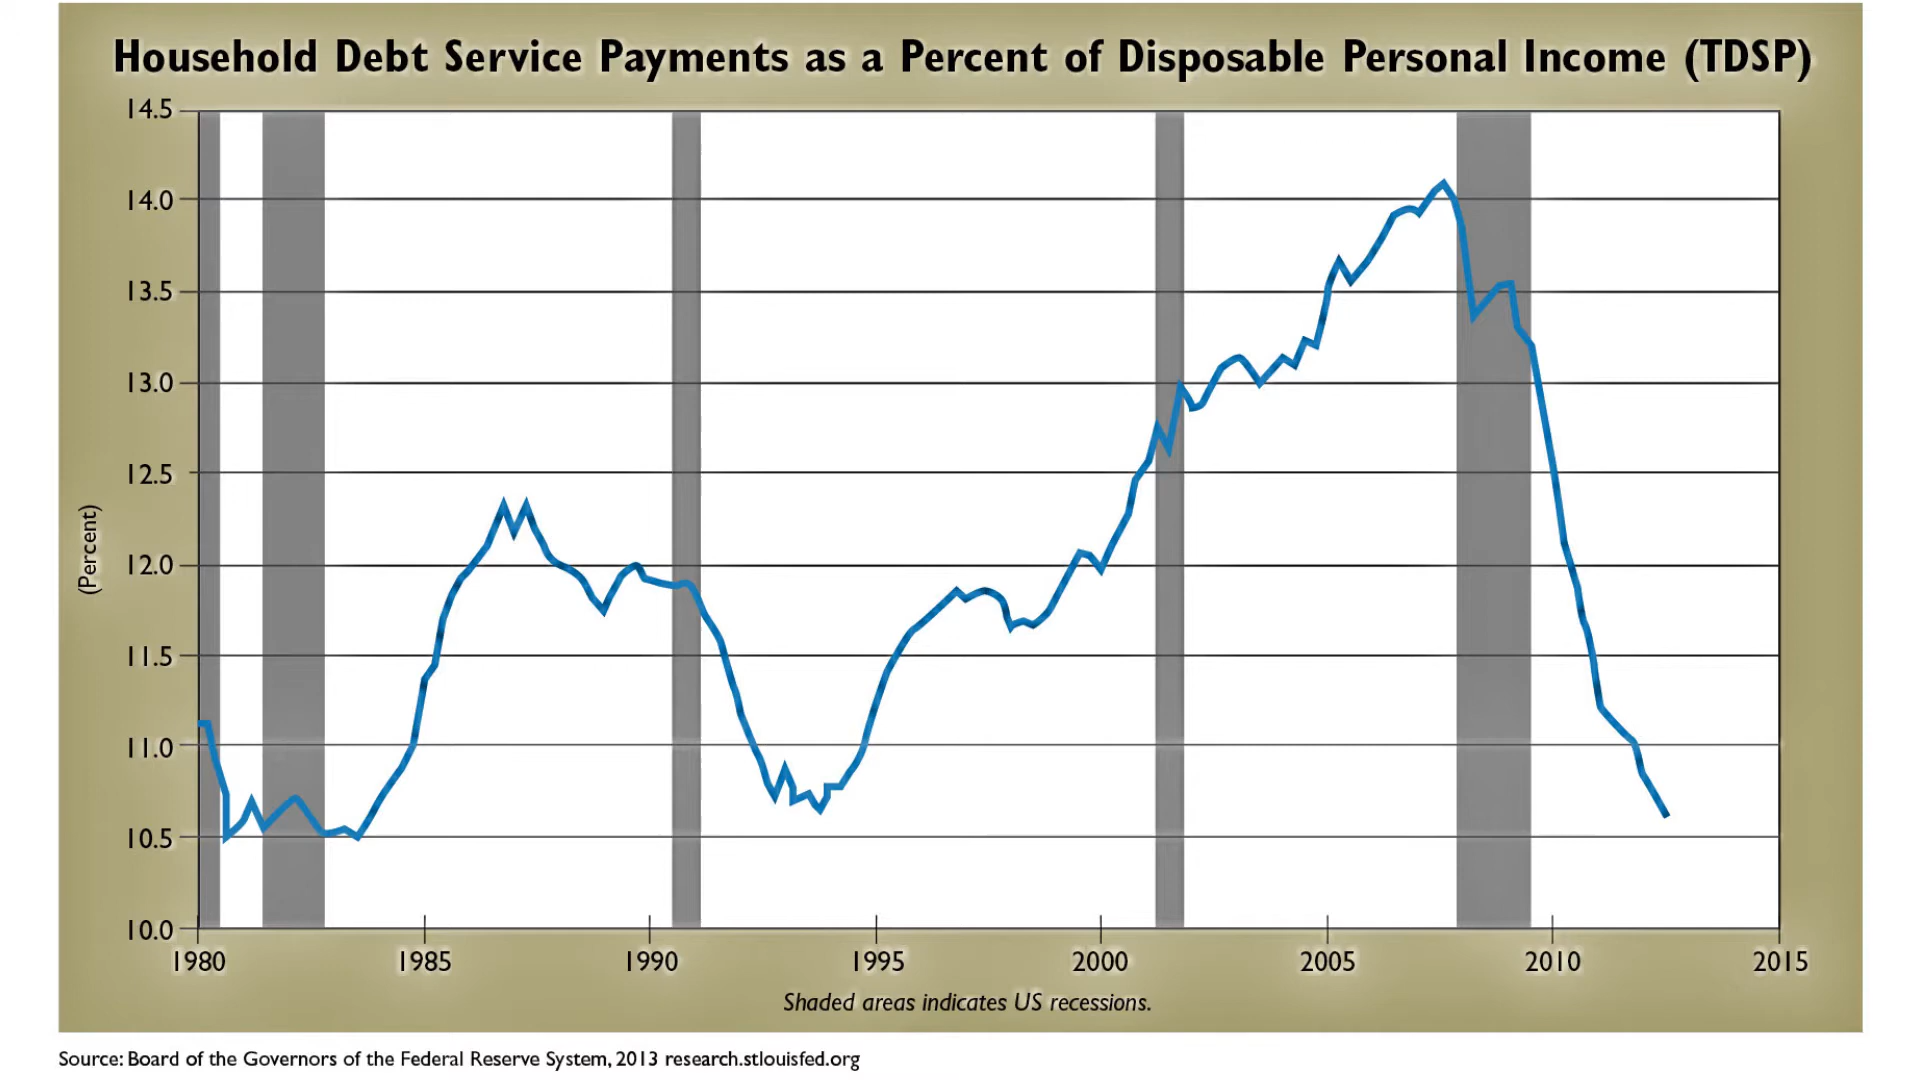 Household Debt Service Payments as a Percent of Disposable Personal Income (TDSP)
14.5
14.0
13.5
13.0
12.5
12.0
11.5
11.0
10.5
10.0
(Percent)
1980 1985 1990 1995 2000 2005 2010 2015
Shaded areas indicates US recessions.
Source: Board of the Governors of the Federal Reserve System, 2013 research.stlouisfed.org